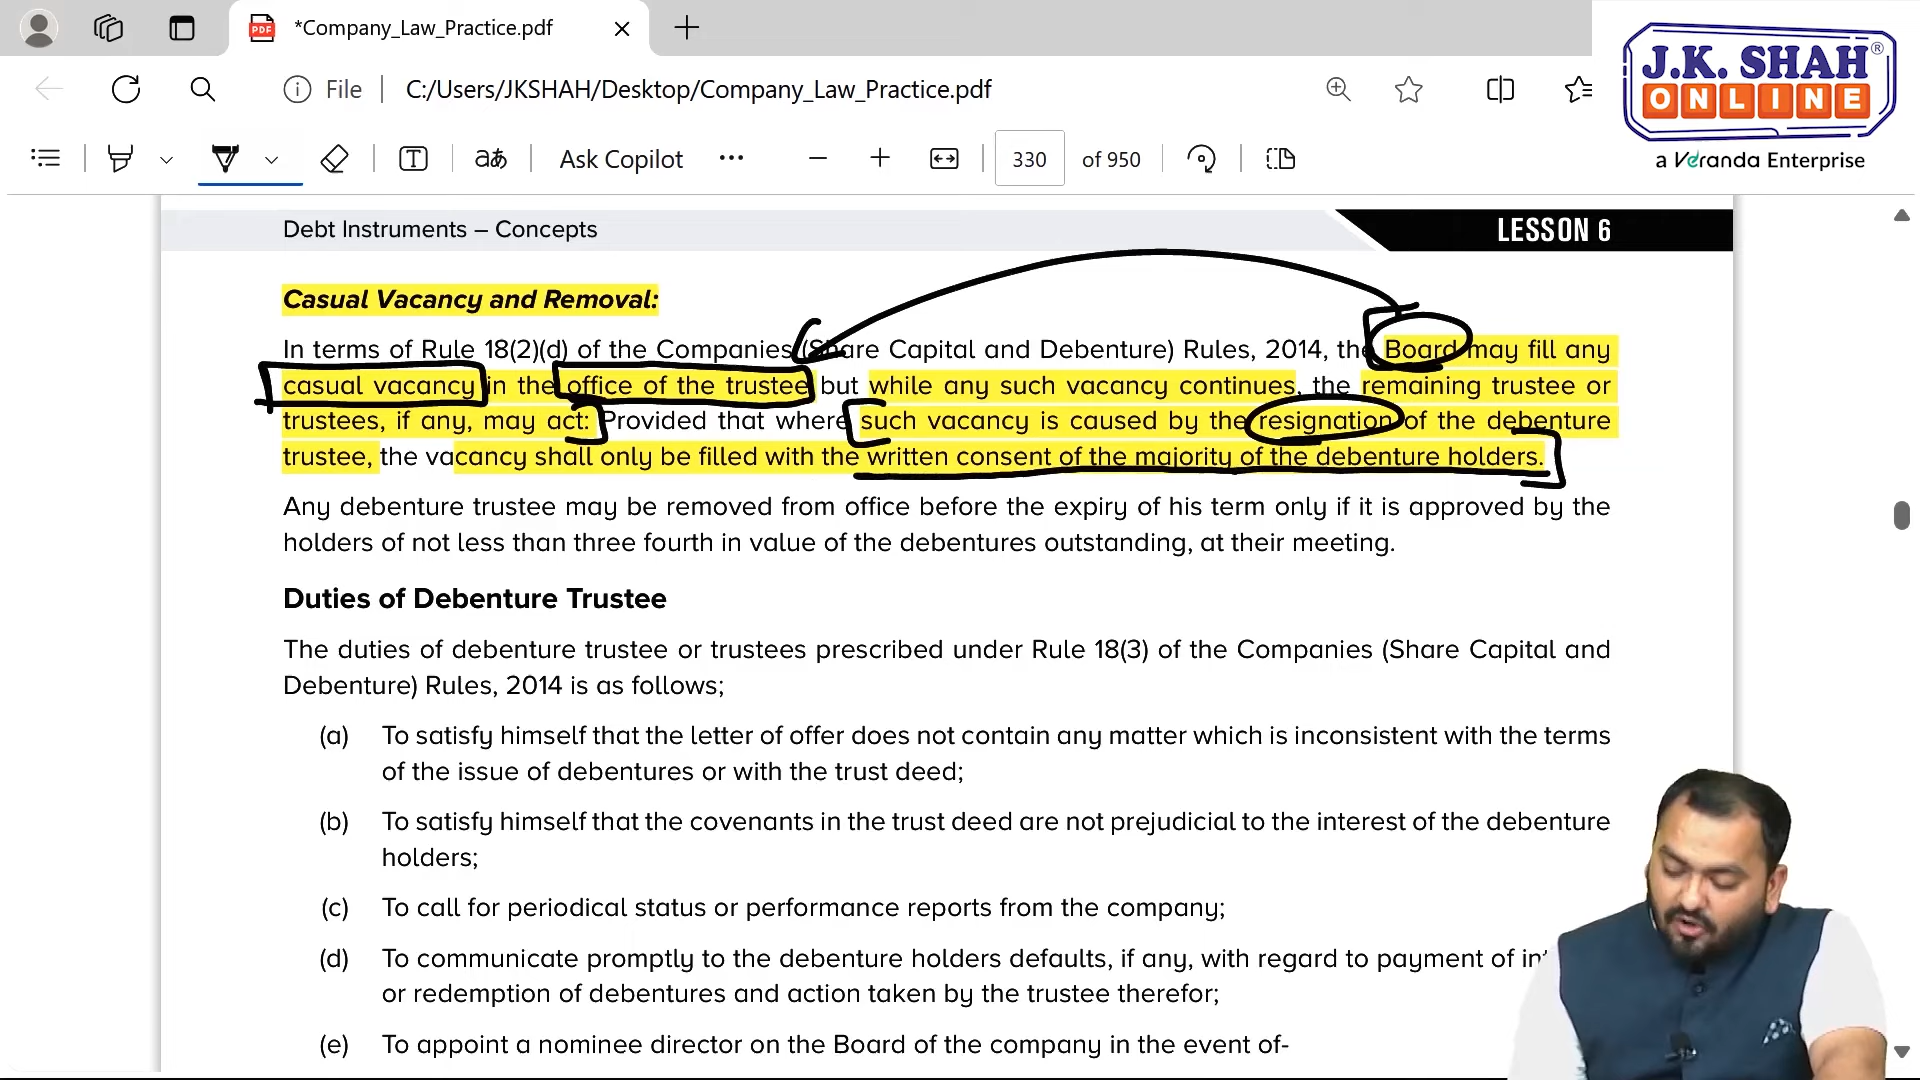 *Company_Law_Practice.pdf
File
C:/Users/JKSHAH/Desktop/Company_Law_Practice.pdf
J.K. SHAH®
ONLINE
a Veranda Enterprise
Ask Copilot
330 of 950
Debt Instruments – Concepts
LESSON 6
Casual Vacancy and Removal:
In terms of Rule 18(2)(d) of the Companies (Share Capital and Debenture) Rules, 2014, the Board may fill any
casual vacancy in the office of the trustee but while any such vacancy continues, the remaining trustee or
trustees, if any, may act: Provided that where such vacancy is caused by the resignation of the debenture
trustee, the vacancy shall only be filled with the written consent of the majority of the debenture holders.
Any debenture trustee may be removed from office before the expiry of his term only if it is approved by the
holders of not less than three fourth in value of the debentures outstanding, at their meeting.
Duties of Debenture Trustee
The duties of debenture trustee or trustees prescribed under Rule 18(3) of the Companies (Share Capital and
Debenture) Rules, 2014 is as follows;
(a) To satisfy himself that the letter of offer does not contain any matter which is inconsistent with the terms
of the issue of debentures or with the trust deed;
(b) To satisfy himself that the covenants in the trust deed are not prejudicial to the interest of the debenture
holders;
(c) To call for periodical status or performance reports from the company;
(d) To communicate promptly to the debenture holders defaults, if any, with regard to payment of
or redemption of debentures and action taken by the trustee therefor;
(e) To appoint a nominee director on the Board of the company in the event of-